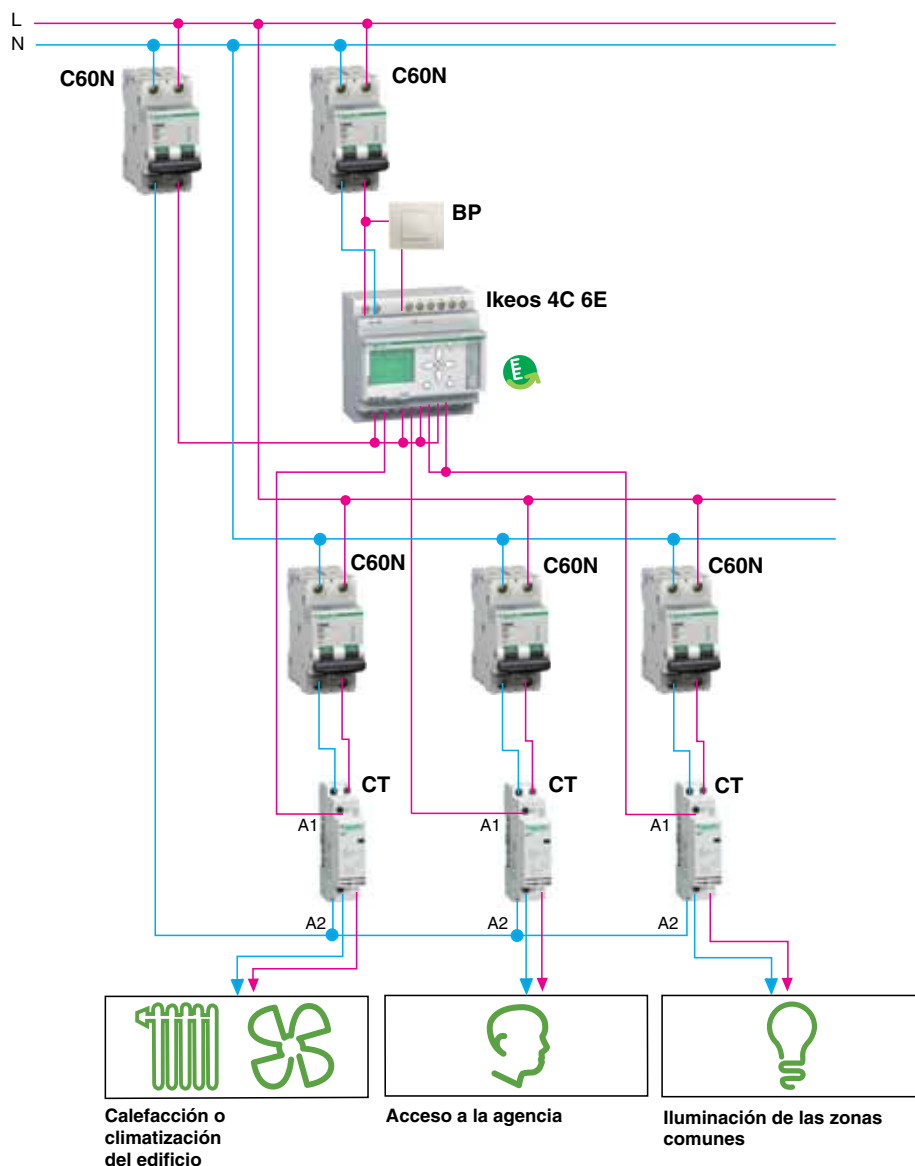 L
N
C60N
C60N
BP
Ikeos 4C 6E
E
C60N
C60N
C60N
CT
CT
CT
A1
A1
A1
A2
A2
A2
Calefacción o
climatización
del edificio
Acceso a la agencia
Iluminación de las zonas
comunes